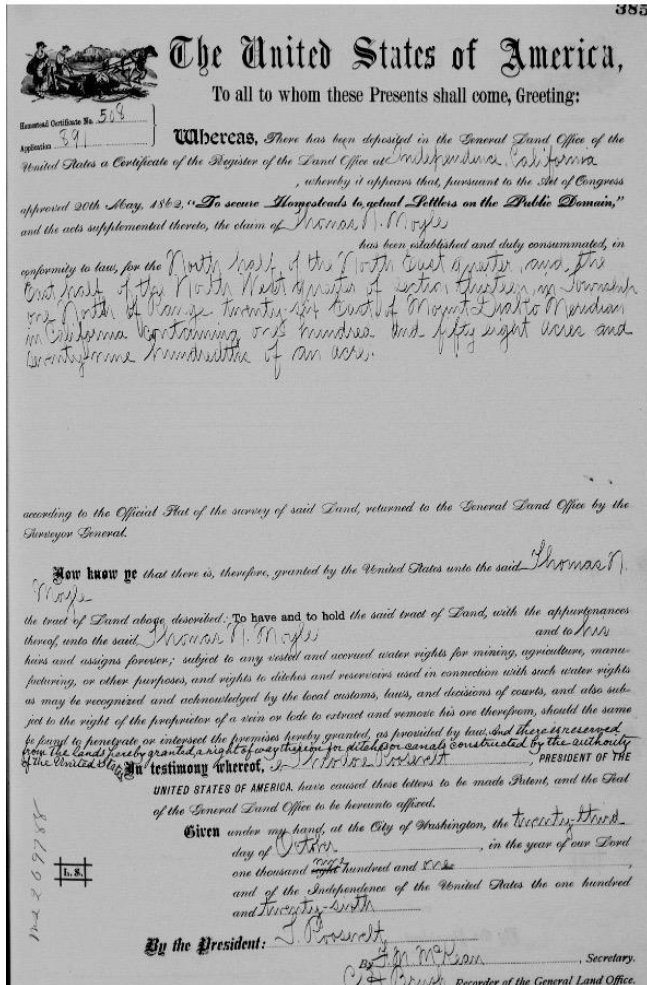 385
The United States of America,
To all to whom these Presents shall come, Greeting:
Homestead Certificate No. 508
Application 891
Whereas, There has been deposited in the General Land Office of the
United States a Certificate of the Register of the Land Office at Independence, California
, whereby it appears that, pursuant to the Act of Congress
approved 20th May, 1862, "To secure Homesteads to actual Settlers on the Public Domain,"
and the acts supplemental thereto, the claim of Thomas N. Moyle
has been established and duly consummated, in
conformity to law, for the North half of the North East quarter, and the
East half of the North West quarter of section thirteen, in Township
one North of Range twenty-six East of Mount Diablo Meridian
in California containing one hundred and fifty eight acres and
seventy-nine hundredths of an acre.
according to the Official Plat of the survey of said Land, returned to the General Land Office by the
Surveyor General.
Now know ye that there is, therefore, granted by the United States unto the said Thomas N.
Moyle
the tract of Land above described: To have and to hold the said tract of Land, with the appurtenances
thereof, unto the said Thomas N. Moyle and to his
heirs and assigns forever; subject to any vested and accrued water rights for mining, agriculture, manu-
facturing, or other purposes, and rights to ditches and reservoirs used in connection with such water rights
as may be recognized and acknowledged by the local customs, laws, and decisions of courts, and also sub-
ject to the right of the proprietor of a vein or lode to extract and remove his ore therefrom, should the same
be found to penetrate or intersect the premises hereby granted, as provided by law. And there is reserved
from the lands hereby granted, a right of way thereon for ditches or canals constructed by the authority
of the United States
In testimony whereof, I Theodore Roosevelt, PRESIDENT OF THE
UNITED STATES OF AMERICA, have caused these letters to be made Patent, and the Seal
of the General Land Office to be hereunto affixed.
Given under my hand, at the City of Washington, the twenty-third
day of October, in the year of our Lord
one thousand eight nine hundred and one,
and of the Independence of the United States the one hundred
and twenty-sixth
L.S.
By the President: T. Roosevelt,
By F. M. McKean, Secretary.
C. H. Brush, Recorder of the General Land Office.